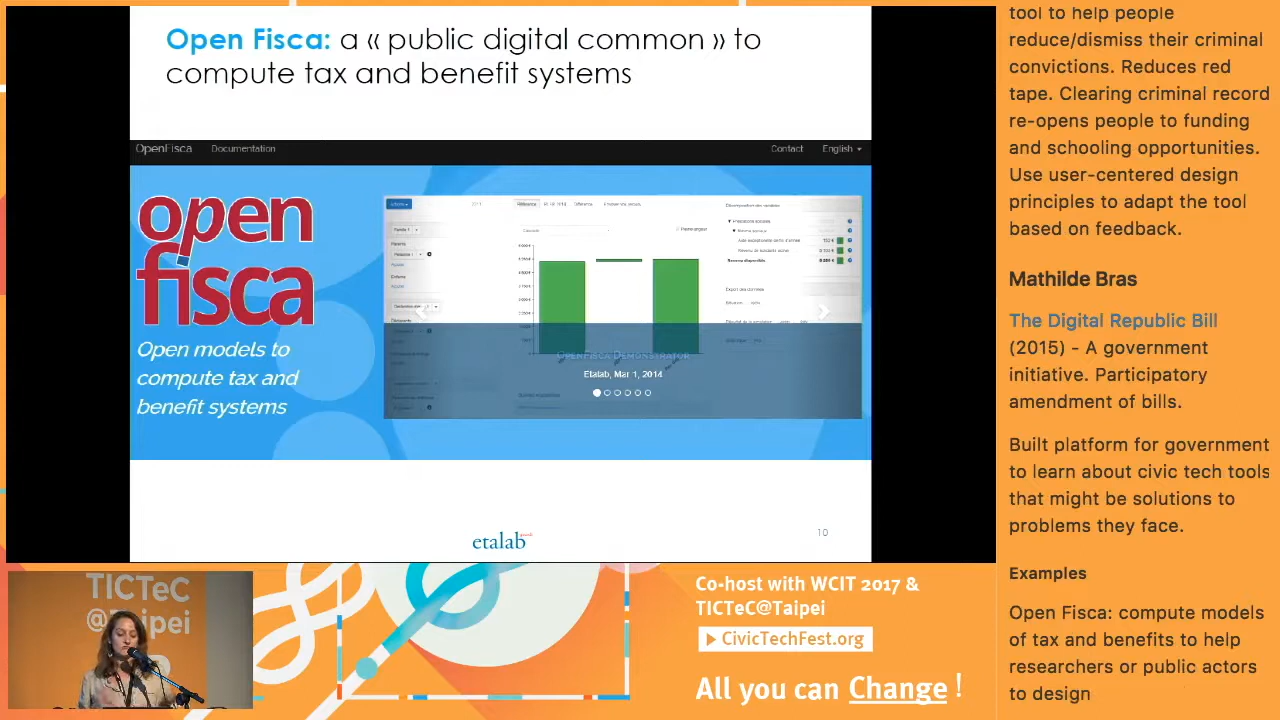 Open Fisca: a « public digital common » to
compute tax and benefit systems
OpenFisca Documentation Contact English
open
fisca
Open models to
compute tax and
benefit systems
OPENFISCA DEMONSTRATOR
Etalab, Mar 1, 2014
etalab
10
TICTeC
@Taipei
Co-host with WCIT 2017 &
TICTeC@Taipei
CivicTechFest.org
All you can Change !
tool to help people
reduce/dismiss their criminal
convictions. Reduces red
tape. Clearing criminal record
re-opens people to funding
and schooling opportunities.
Use user-centered design
principles to adapt the tool
based on feedback.
Mathilde Bras
The Digital Republic Bill
(2015) - A government
initiative. Participatory
amendment of bills.
Built platform for government
to learn about civic tech tools
that might be solutions to
problems they face.
Examples
Open Fisca: compute models
of tax and benefits to help
researchers or public actors
to design